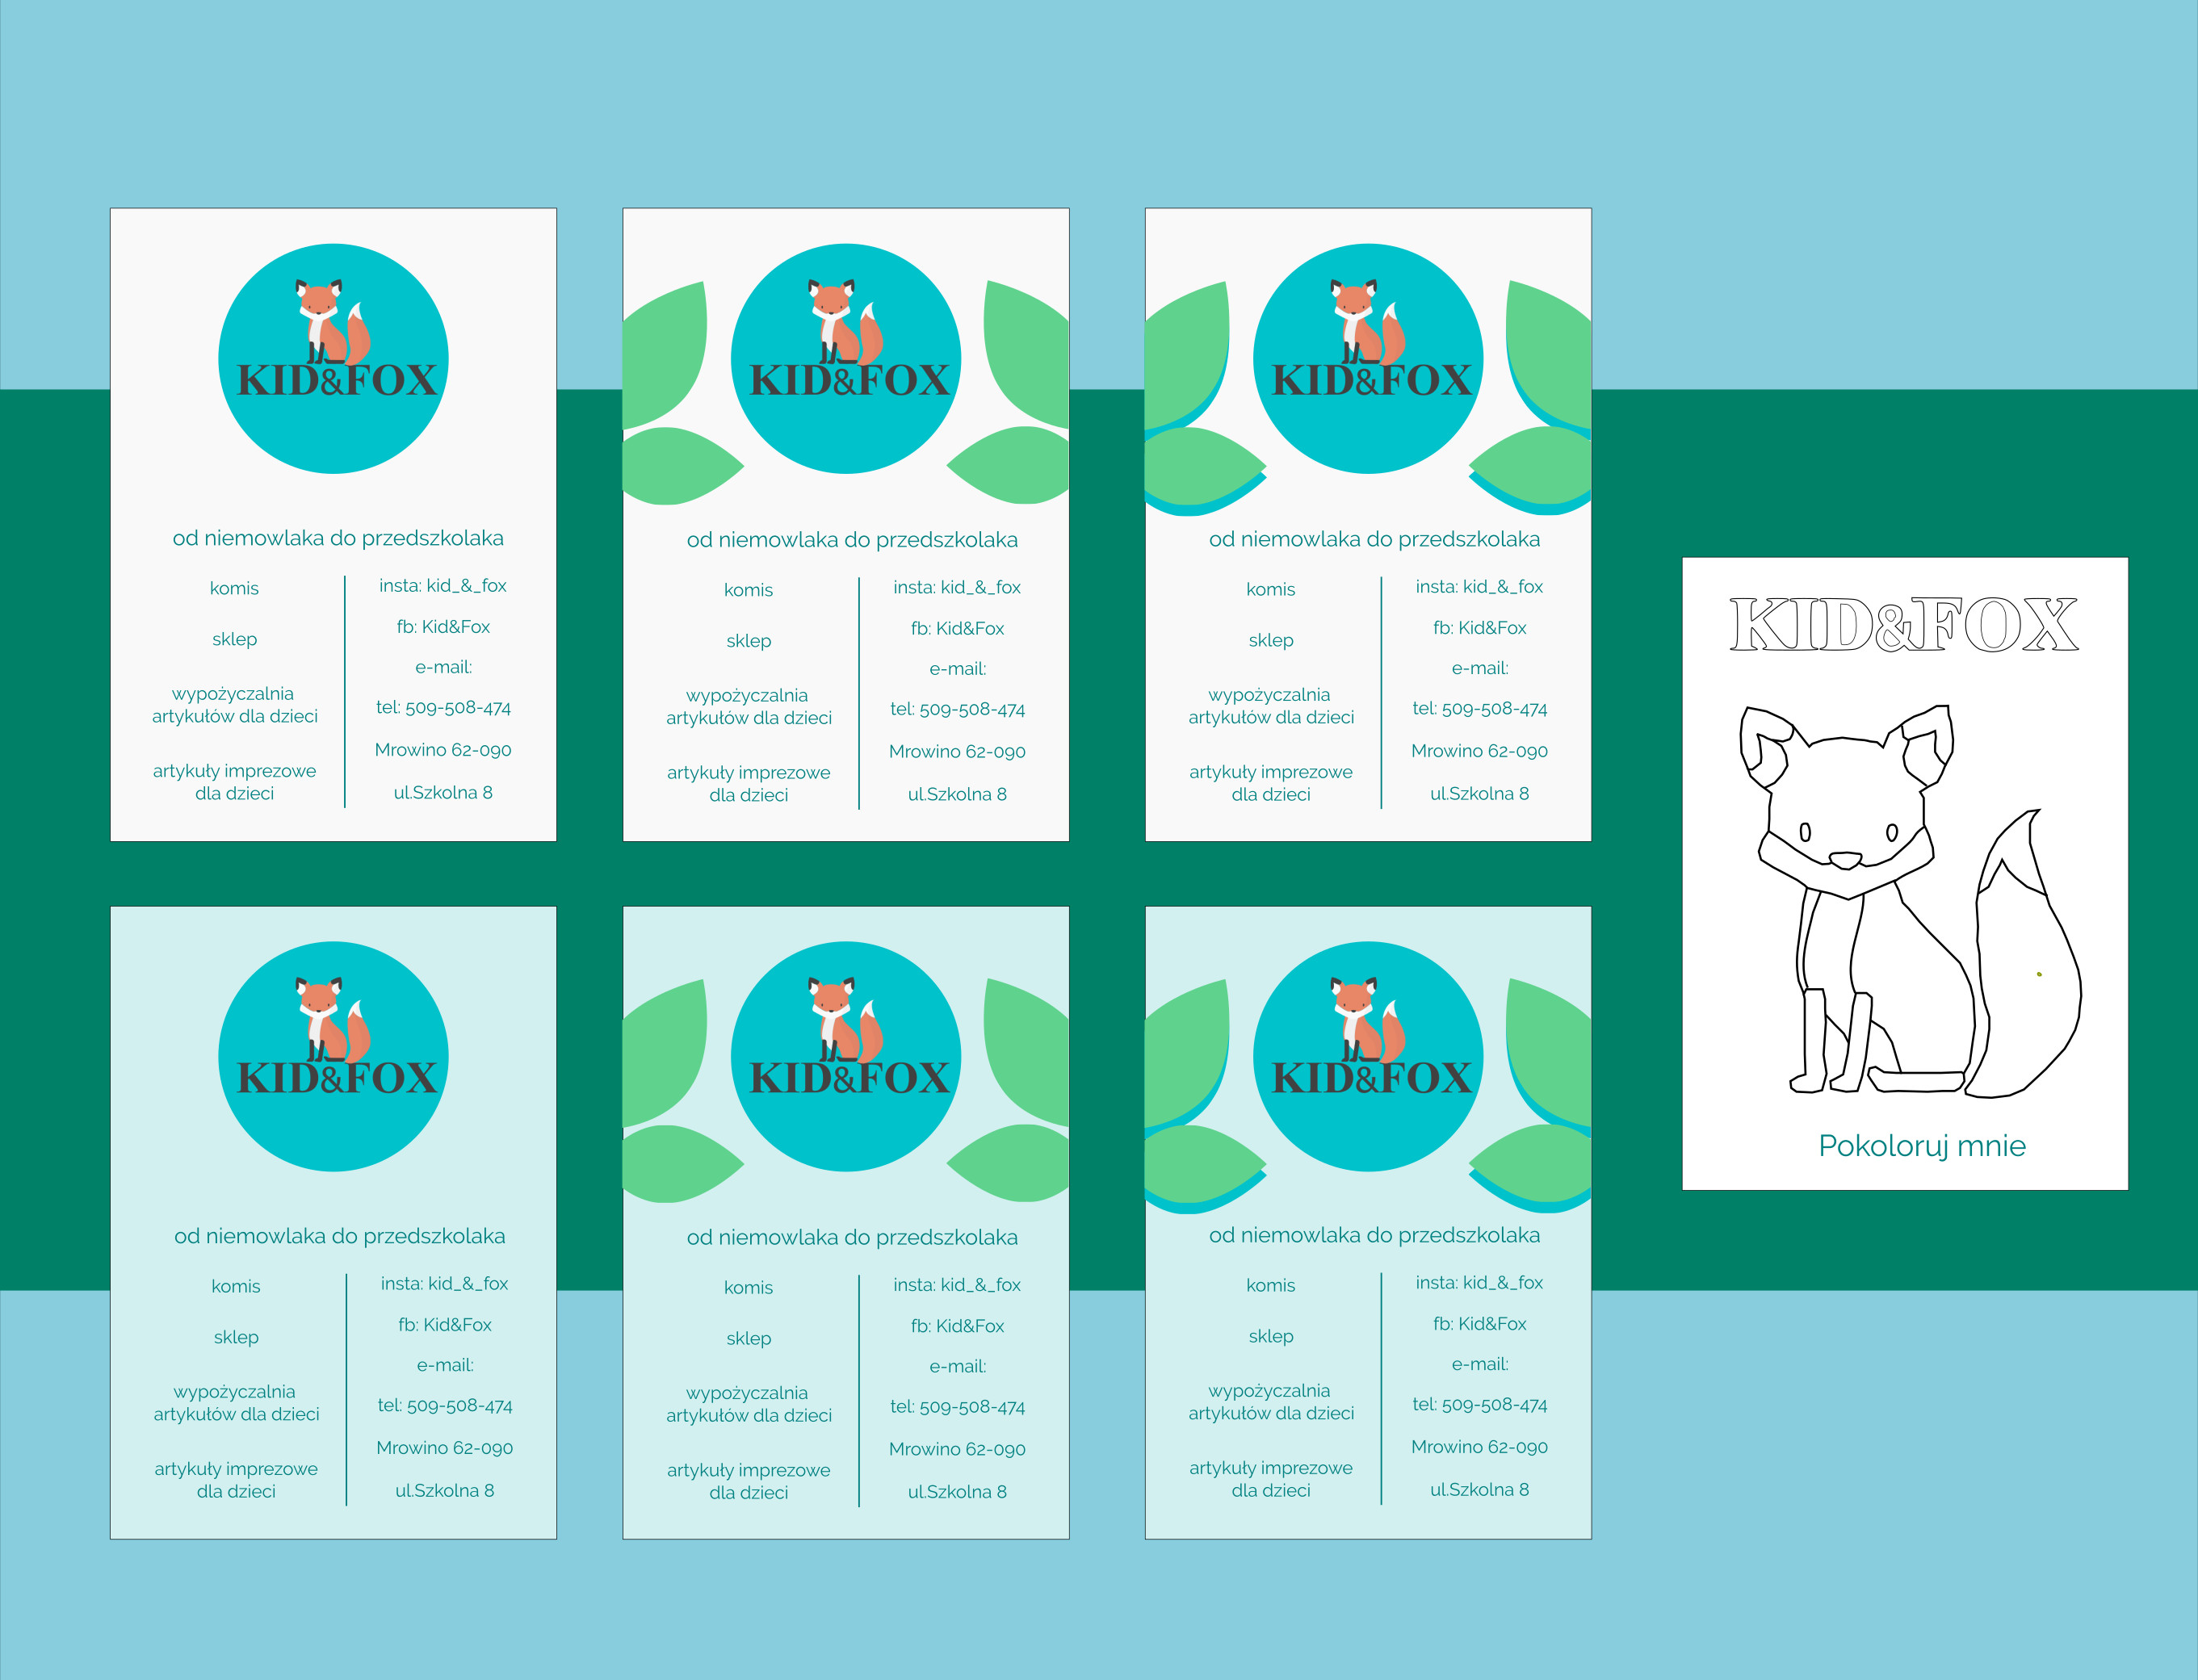 KID&FOX
od niemowlaka do przedszkolaka
komis
sklep
wypożyczalnia
artykułów dla dzieci
artykuły imprezowe
dla dzieci
insta: kid_&_fox
fb: Kid&Fox
e-mail:
tel: 509-508-474
Mrowino 62-090
ul.Szkolna 8
KID&FOX
od niemowlaka do przedszkolaka
komis
sklep
wypożyczalnia
artykułów dla dzieci
artykuły imprezowe
dla dzieci
insta: kid_&_fox
fb: Kid&Fox
e-mail:
tel: 509-508-474
Mrowino 62-090
ul.Szkolna 8
KID&FOX
od niemowlaka do przedszkolaka
komis
sklep
wypożyczalnia
artykułów dla dzieci
artykuły imprezowe
dla dzieci
insta: kid_&_fox
fb: Kid&Fox
e-mail:
tel: 509-508-474
Mrowino 62-090
ul.Szkolna 8
KID&FOX
Pokoloruj mnie
KID&FOX
od niemowlaka do przedszkolaka
komis
sklep
wypożyczalnia
artykułów dla dzieci
artykuły imprezowe
dla dzieci
insta: kid_&_fox
fb: Kid&Fox
e-mail:
tel: 509-508-474
Mrowino 62-090
ul.Szkolna 8
KID&FOX
od niemowlaka do przedszkolaka
komis
sklep
wypożyczalnia
artykułów dla dzieci
artykuły imprezowe
dla dzieci
insta: kid_&_fox
fb: Kid&Fox
e-mail:
tel: 509-508-474
Mrowino 62-090
ul.Szkolna 8
KID&FOX
od niemowlaka do przedszkolaka
komis
sklep
wypożyczalnia
artykułów dla dzieci
artykuły imprezowe
dla dzieci
insta: kid_&_fox
fb: Kid&Fox
e-mail:
tel: 509-508-474
Mrowino 62-090
ul.Szkolna 8